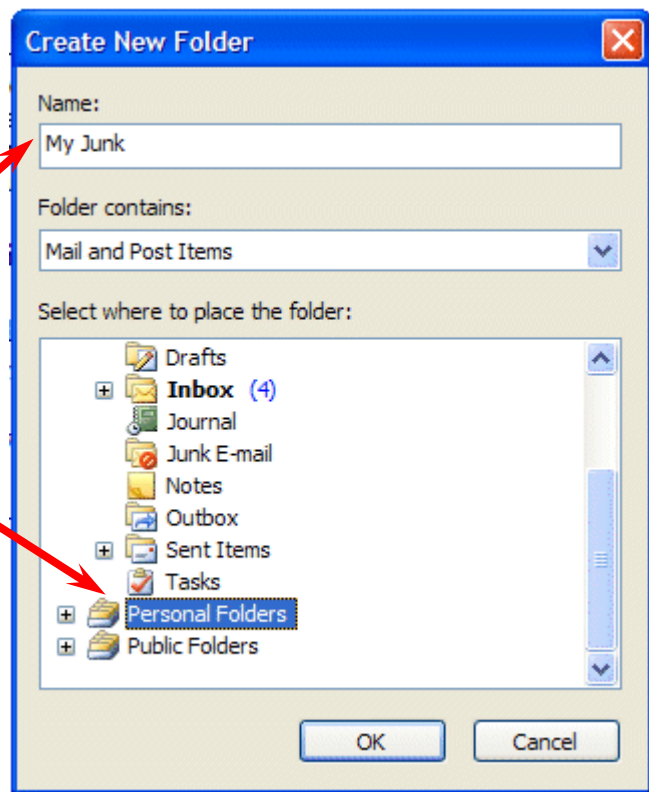 Create New Folder
Name:
My Junk
Folder contains:
Mail and Post Items
Select where to place the folder:
Drafts
Inbox (4)
Journal
Junk E-mail
Notes
Outbox
Sent Items
Tasks
Personal Folders
Public Folders
OK Cancel